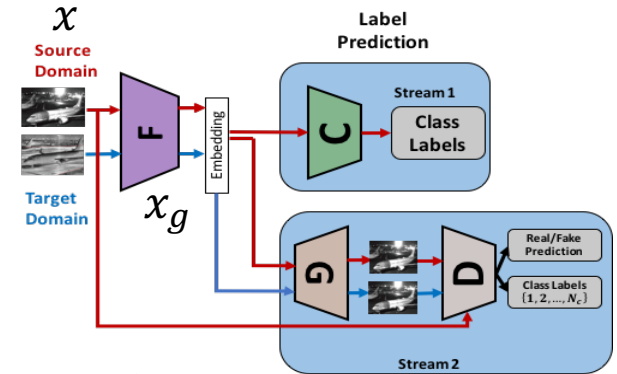 x
Source
Domain
Target
Domain
F
x_g
Embedding
Label
Prediction
Stream 1
C
Class
Labels
G
D
Real/Fake
Prediction
Class Labels
{1, 2, ..., N_c}
Stream 2